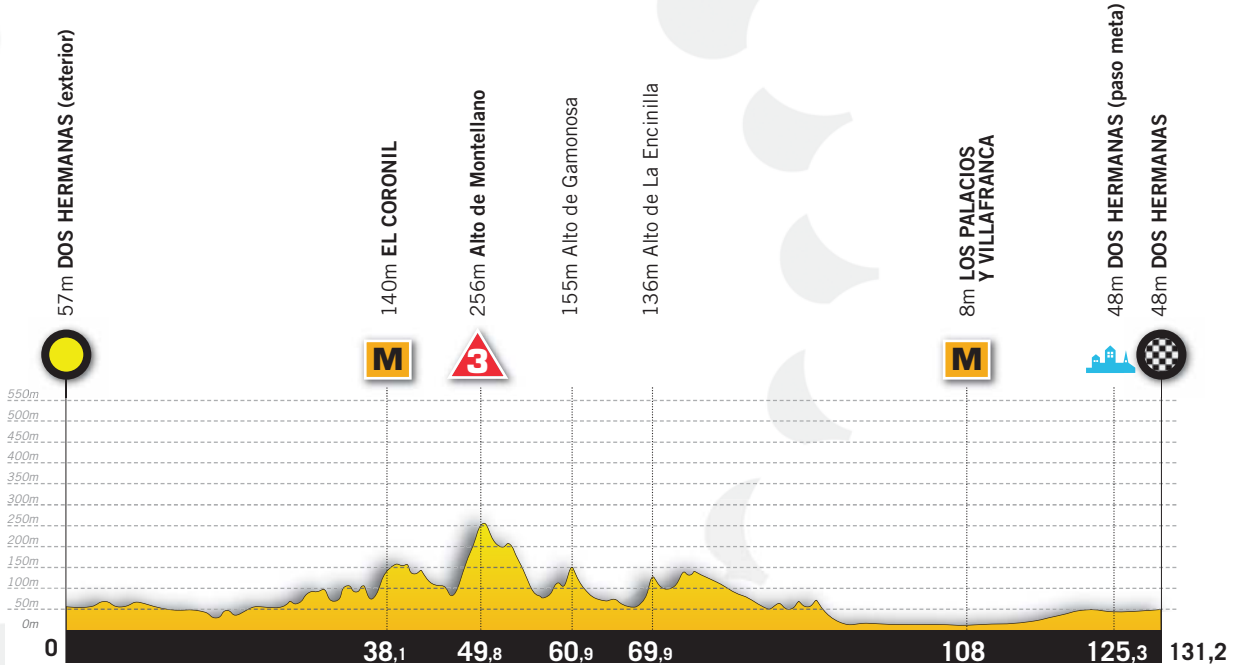 57m DOS HERMANAS (exterior)
140m EL CORONIL
256m Alto de Montellano
155m Alto de Gamonosa
136m Alto de La Encinilla
8m LOS PALACIOS
Y VILLAFRANCA
48m DOS HERMANAS (paso meta)
48m DOS HERMANAS
M
3
M
550m
500m
450m
400m
350m
300m
250m
200m
150m
100m
50m
0m
0 38,1 49,8 60,9 69,9 108 125,3 131,2